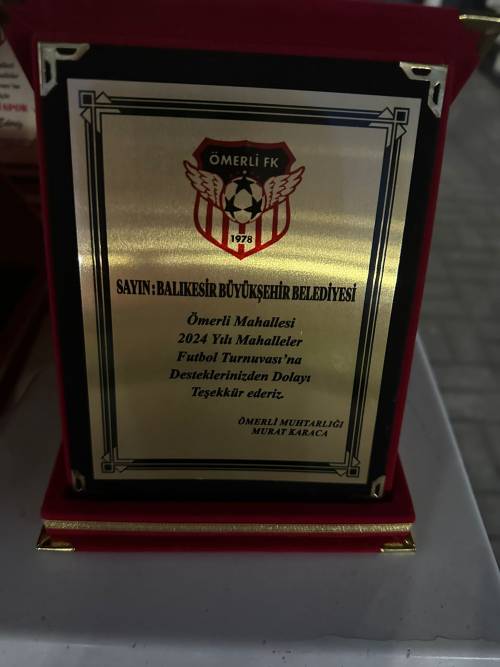 SPOR
ÖMERLİ FK
1978
SAYIN : BALIKESİR BÜYÜKŞEHİR BELEDİYESİ
Ömerli Mahallesi
2024 Yılı Mahalleler
Futbol Turnuvası'na
Desteklerinizden Dolayı
Teşekkür ederiz.
ÖMERLİ MUHTARLIĞI
MURAT KARACA